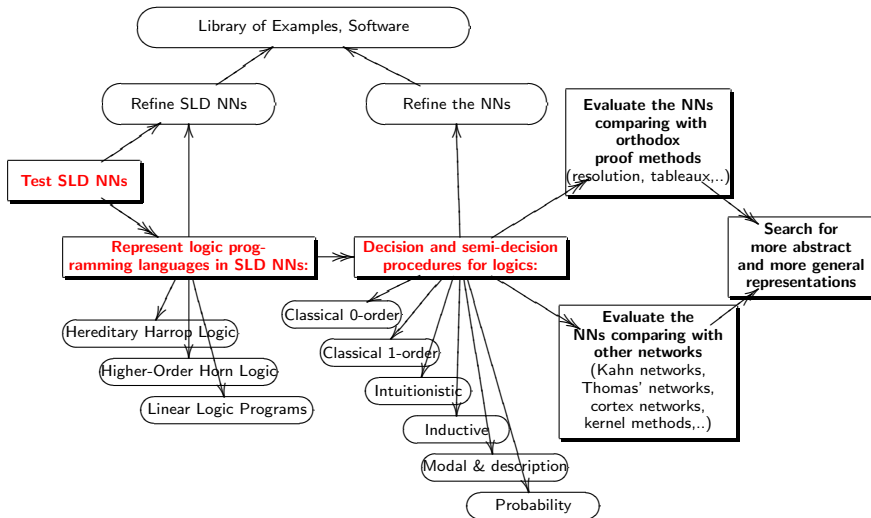 Library of Examples, Software
Refine SLD NNs
Refine the NNs
Evaluate the NNs
comparing with
orthodox
proof methods
(resolution, tableaux,..)
Test SLD NNs
Represent logic prog-
ramming languages in SLD NNs:
Decision and semi-decision
procedures for logics:
Search for
more abstract
and more general
representations
Classical 0-order
Hereditary Harrop Logic
Classical 1-order
Higher-Order Horn Logic
Intuitionistic
Linear Logic Programs
Inductive
Modal & description
Probability
Evaluate the
NNs comparing with
other networks
(Kahn networks,
Thomas' networks,
cortex networks,
kernel methods,..)